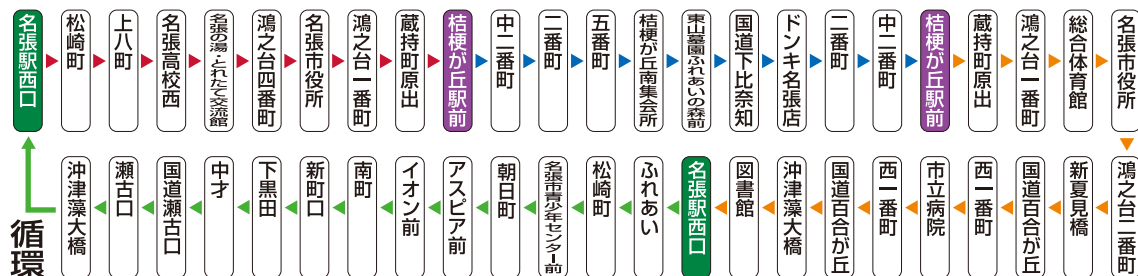 名張駅西口
松崎町
上八町
名張高校西
名張の湯・とれたて交流館
鴻之台四番町
名張市役所
鴻之台一番町
蔵持町原出
桔梗が丘駅前
中二番町
二番町
五番町
桔梗が丘南集会所
東山墓園ふれあいの森前
国道下比奈知
ドンキ名張店
二番町
中二番町
桔梗が丘駅前
蔵持町原出
鴻之台一番町
総合体育館
名張市役所
鴻之台二番町
新夏見橋
国道百合が丘
西一番町
市立病院
西一番町
国道百合が丘
沖津藻大橋
図書館
名張駅西口
ふれあい
松崎町
名張市青少年センター前
朝日町
アスピア前
イオン前
南町
新町口
下黒田
中才
国道瀬古口
瀬古口
沖津藻大橋
循環